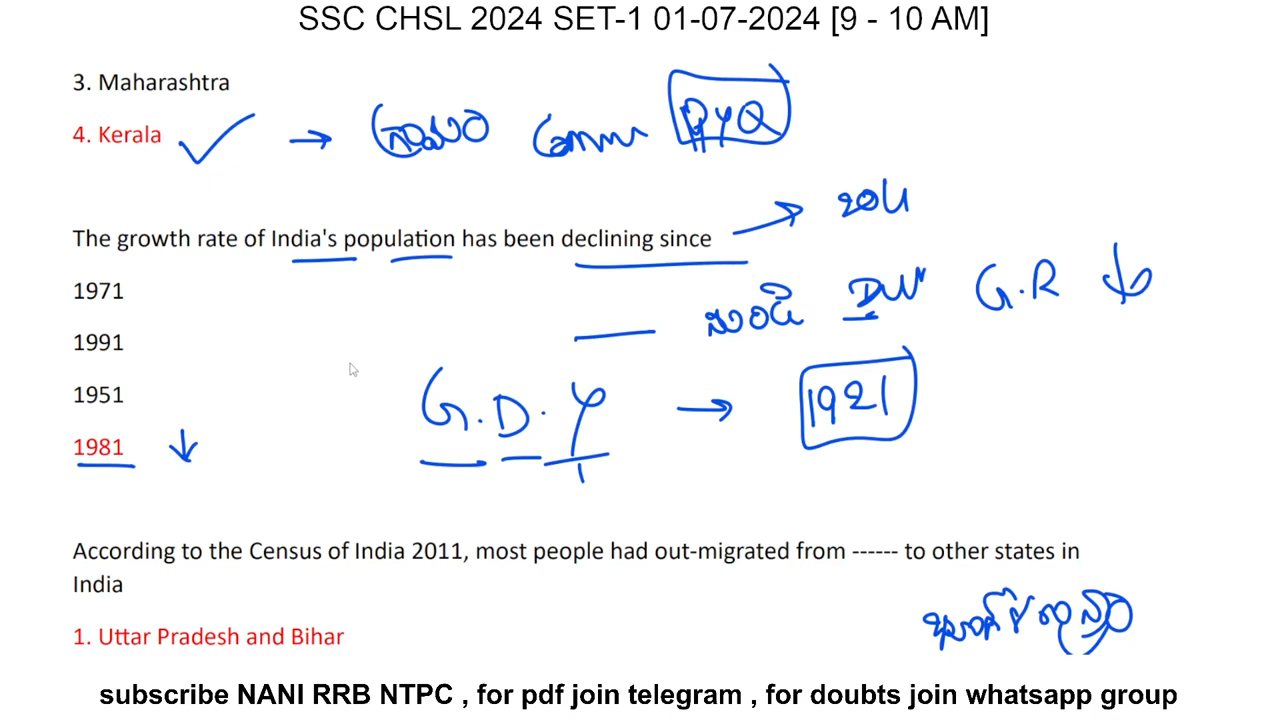 SSC CHSL 2024 SET-1 01-07-2024 [9 - 10 AM]
3. Maharashtra
4. Kerala
PYQ
The growth rate of India's population has been declining since
1971
G.R
1991
1951
G.D.Y
1921
1981
According to the Census of India 2011, most people had out-migrated from ------ to other states in
India
1. Uttar Pradesh and Bihar
subscribe NANI RRB NTPC , for pdf join telegram , for doubts join whatsapp group